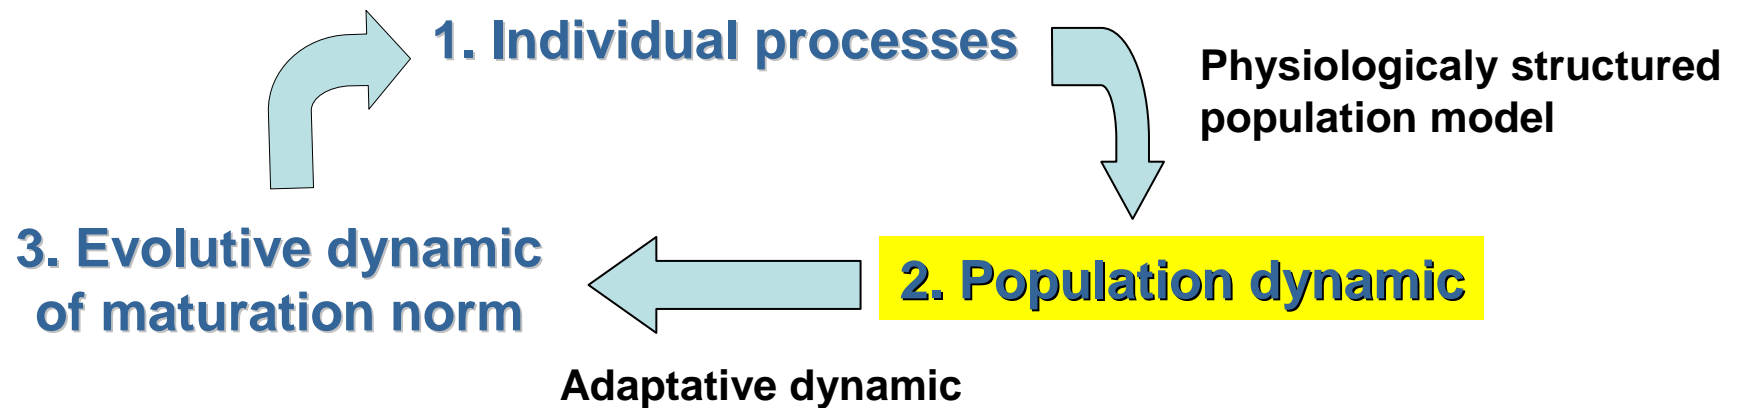 1. Individual processes
Physiologicaly structured
population model
3. Evolutive dynamic
of maturation norm
2. Population dynamic
Adaptative dynamic